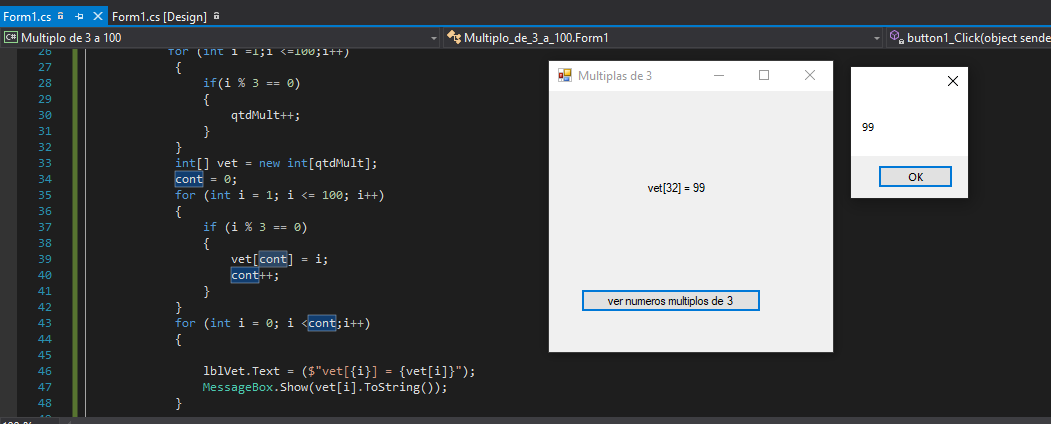 Form1.cs
Form1.cs [Design]
C# Multiplo de 3 a 100
Multiplo_de_3_a_100.Form1
button1_Click(object sende
26 for (int i =1;i <=100;i++)
27 {
28 if(i % 3 == 0)
29 {
30 qtdMult++;
31 }
32 }
33 int[] vet = new int[qtdMult];
34 cont = 0;
35 for (int i = 1; i <= 100; i++)
36 {
37 if (i % 3 == 0)
38 {
39 vet[cont] = i;
40 cont++;
41 }
42 }
43 for (int i = 0; i <cont;i++)
44 {
45
46 lblVet.Text = ($"vet[{i}] = {vet[i]}");
47 MessageBox.Show(vet[i].ToString());
48 }
Multiplas de 3
vet[32] = 99
ver numeros multiplos de 3
99
OK